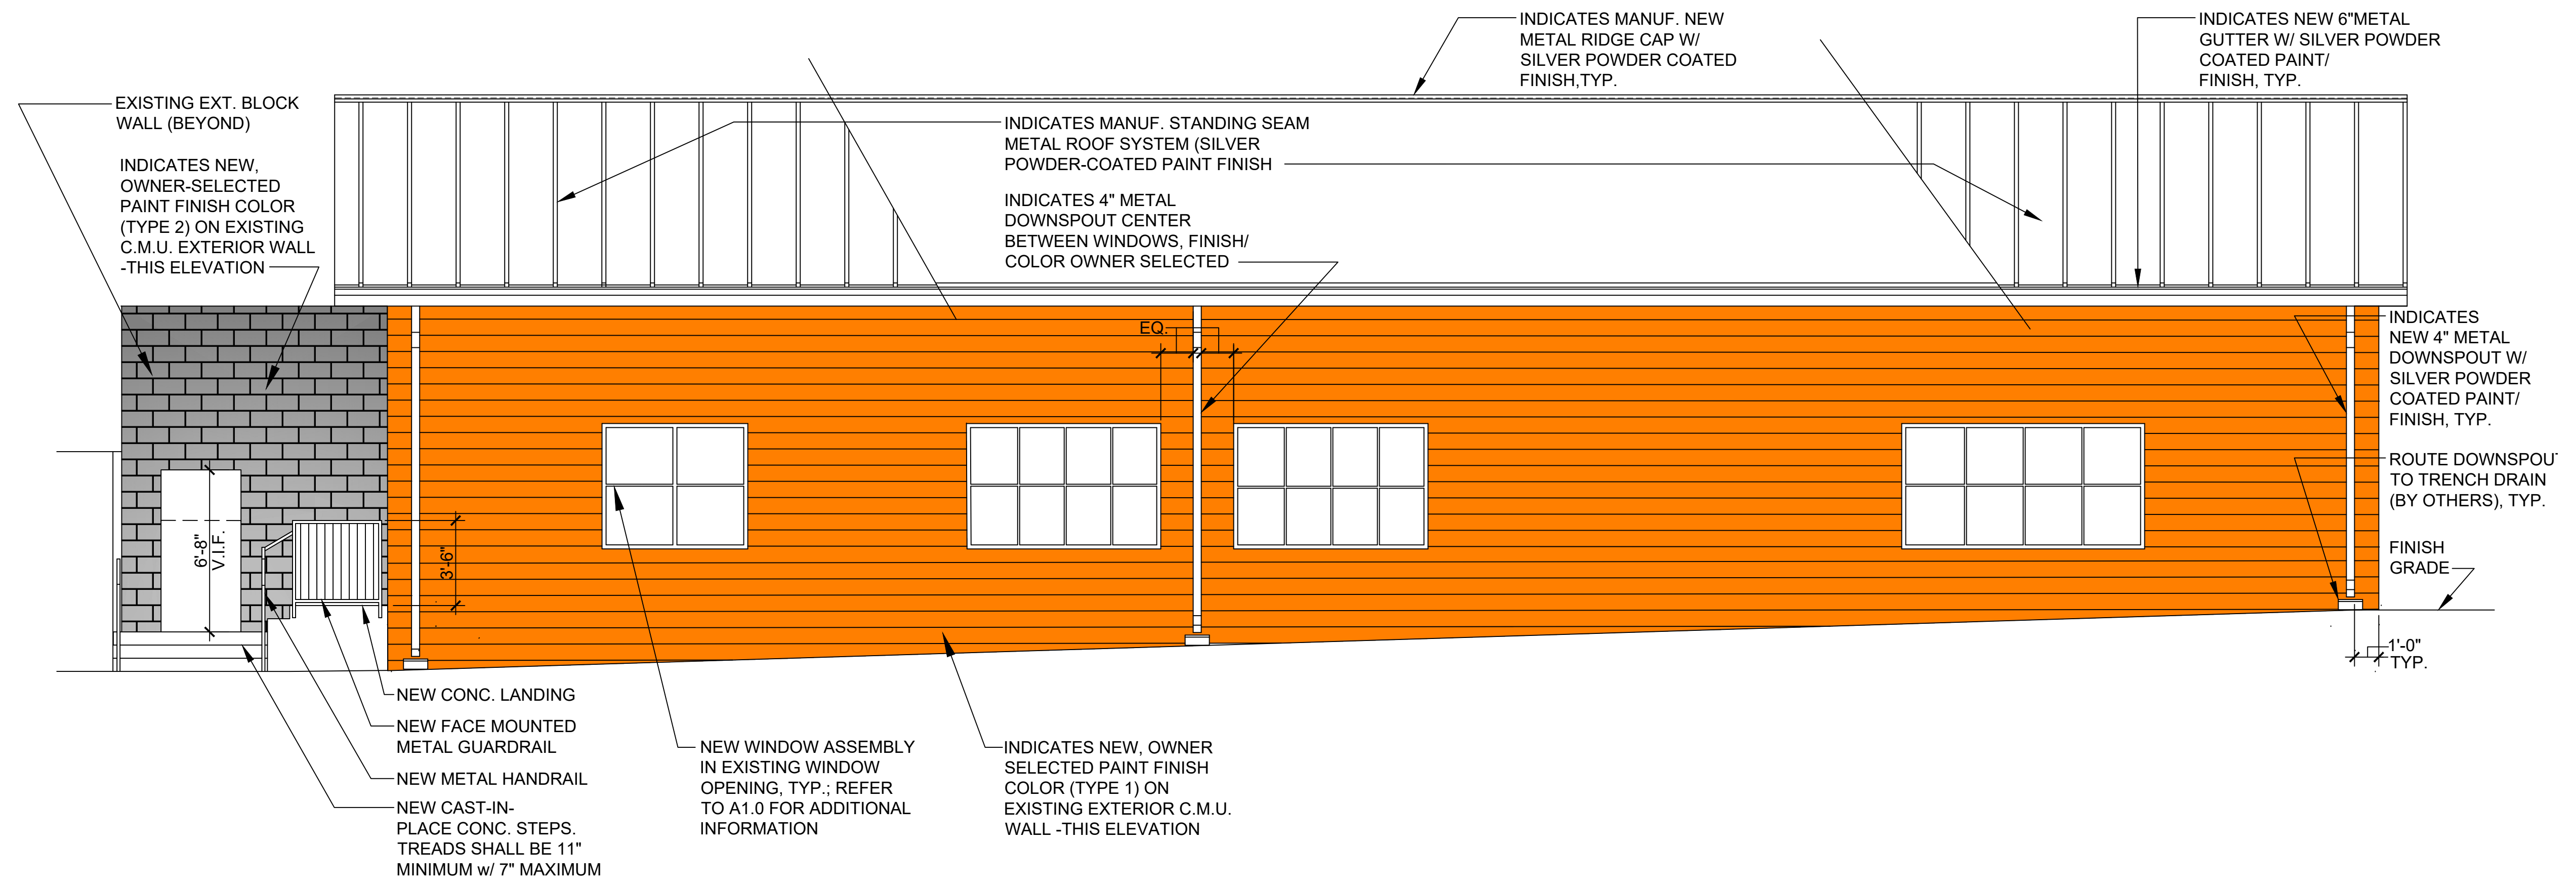 EXISTING EXT. BLOCK
WALL (BEYOND)
INDICATES NEW,
OWNER-SELECTED
PAINT FINISH COLOR
(TYPE 2) ON EXISTING
C.M.U. EXTERIOR WALL
-THIS ELEVATION
INDICATES MANUF. NEW
METAL RIDGE CAP W/
SILVER POWDER COATED
FINISH,TYP.
INDICATES NEW 6"METAL
GUTTER W/ SILVER POWDER
COATED PAINT/
FINISH, TYP.
INDICATES MANUF. STANDING SEAM
METAL ROOF SYSTEM (SILVER
POWDER-COATED PAINT FINISH
INDICATES 4" METAL
DOWNSPOUT CENTER
BETWEEN WINDOWS, FINISH/
COLOR OWNER SELECTED
EQ.
INDICATES
NEW 4" METAL
DOWNSPOUT W/
SILVER POWDER
COATED PAINT/
FINISH, TYP.
ROUTE DOWNSPOUT
TO TRENCH DRAIN
(BY OTHERS), TYP.
FINISH
GRADE
1'-0"
TYP.
6'-8"
V.I.F.
3'-6"
NEW CONC. LANDING
NEW FACE MOUNTED
METAL GUARDRAIL
NEW METAL HANDRAIL
NEW CAST-IN-
PLACE CONC. STEPS.
TREADS SHALL BE 11"
MINIMUM w/ 7" MAXIMUM
NEW WINDOW ASSEMBLY
IN EXISTING WINDOW
OPENING, TYP.; REFER
TO A1.0 FOR ADDITIONAL
INFORMATION
INDICATES NEW, OWNER
SELECTED PAINT FINISH
COLOR (TYPE 1) ON
EXISTING EXTERIOR C.M.U.
WALL -THIS ELEVATION